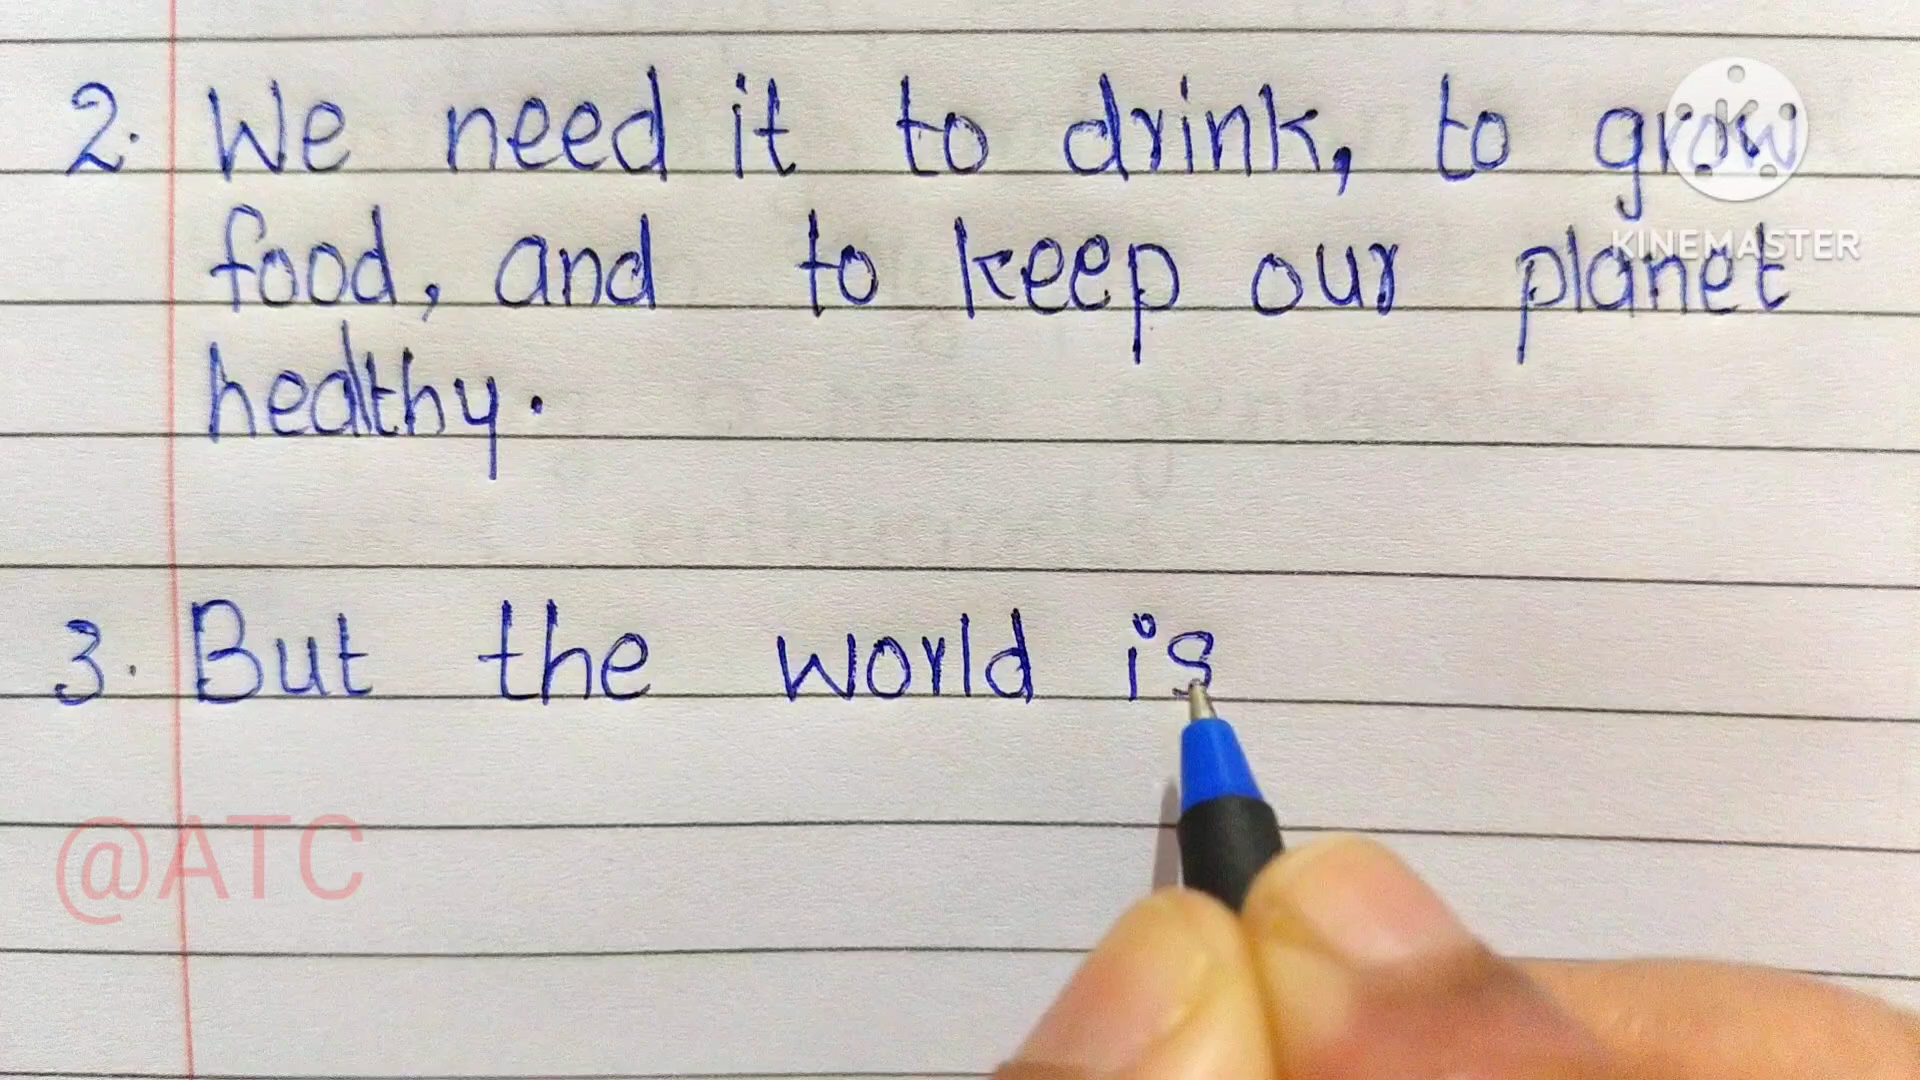 2. We need it to drink, to grow
KINEMASTER
food, and to keep our planet
healthy.
3. But the world is
@ATC